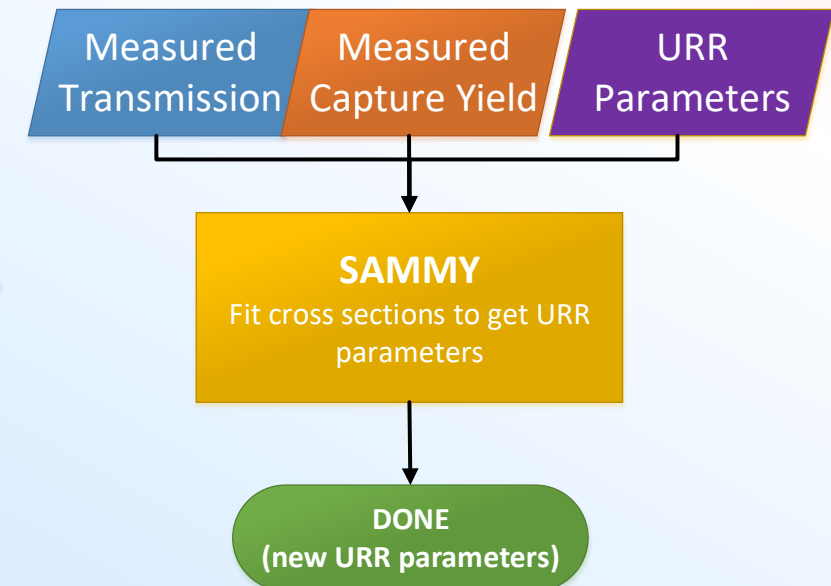 Measured
Transmission
Measured
Capture Yield
URR
Parameters
SAMMY
Fit cross sections to get URR
parameters
DONE
(new URR parameters)